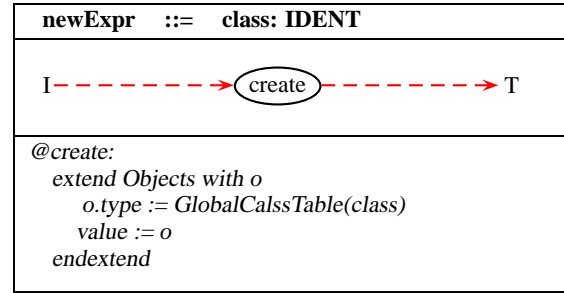 newExpr ::= class: IDENT
I create T
@create:
extend Objects with o
o.type := GlobalCalssTable(class)
value := o
endextend